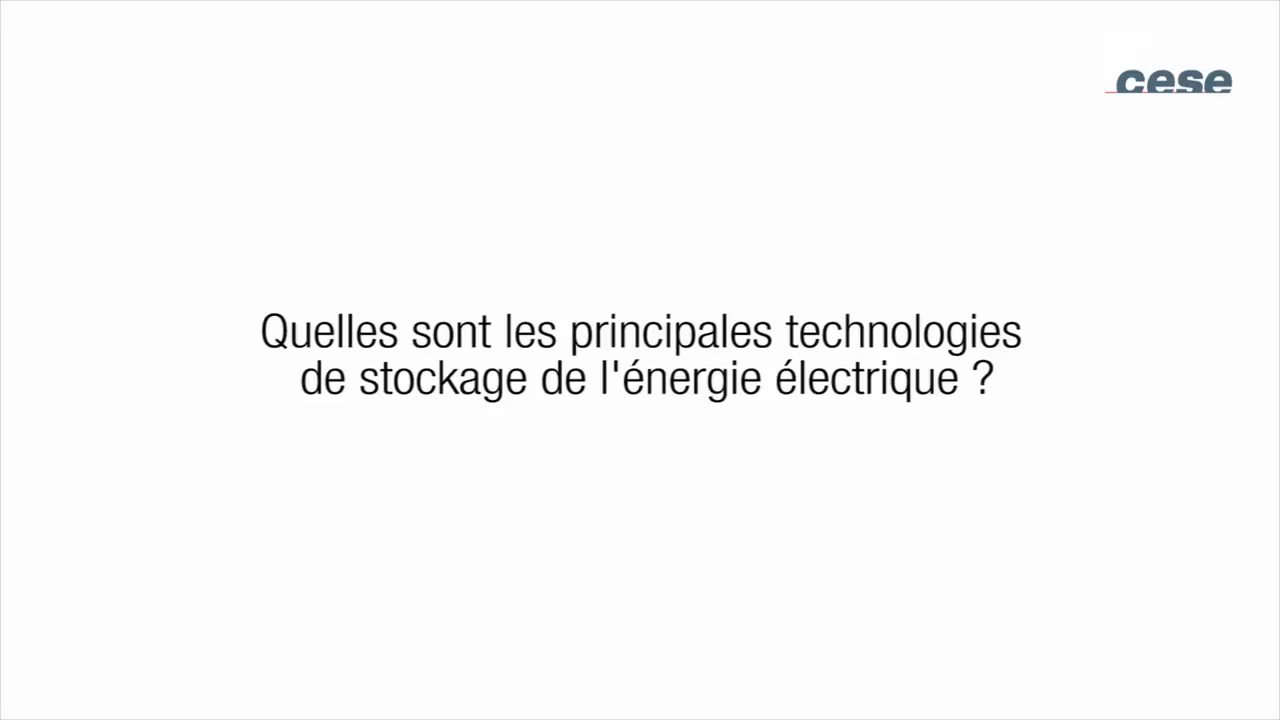 cese
Quelles sont les principales technologies
de stockage de l'énergie électrique ?